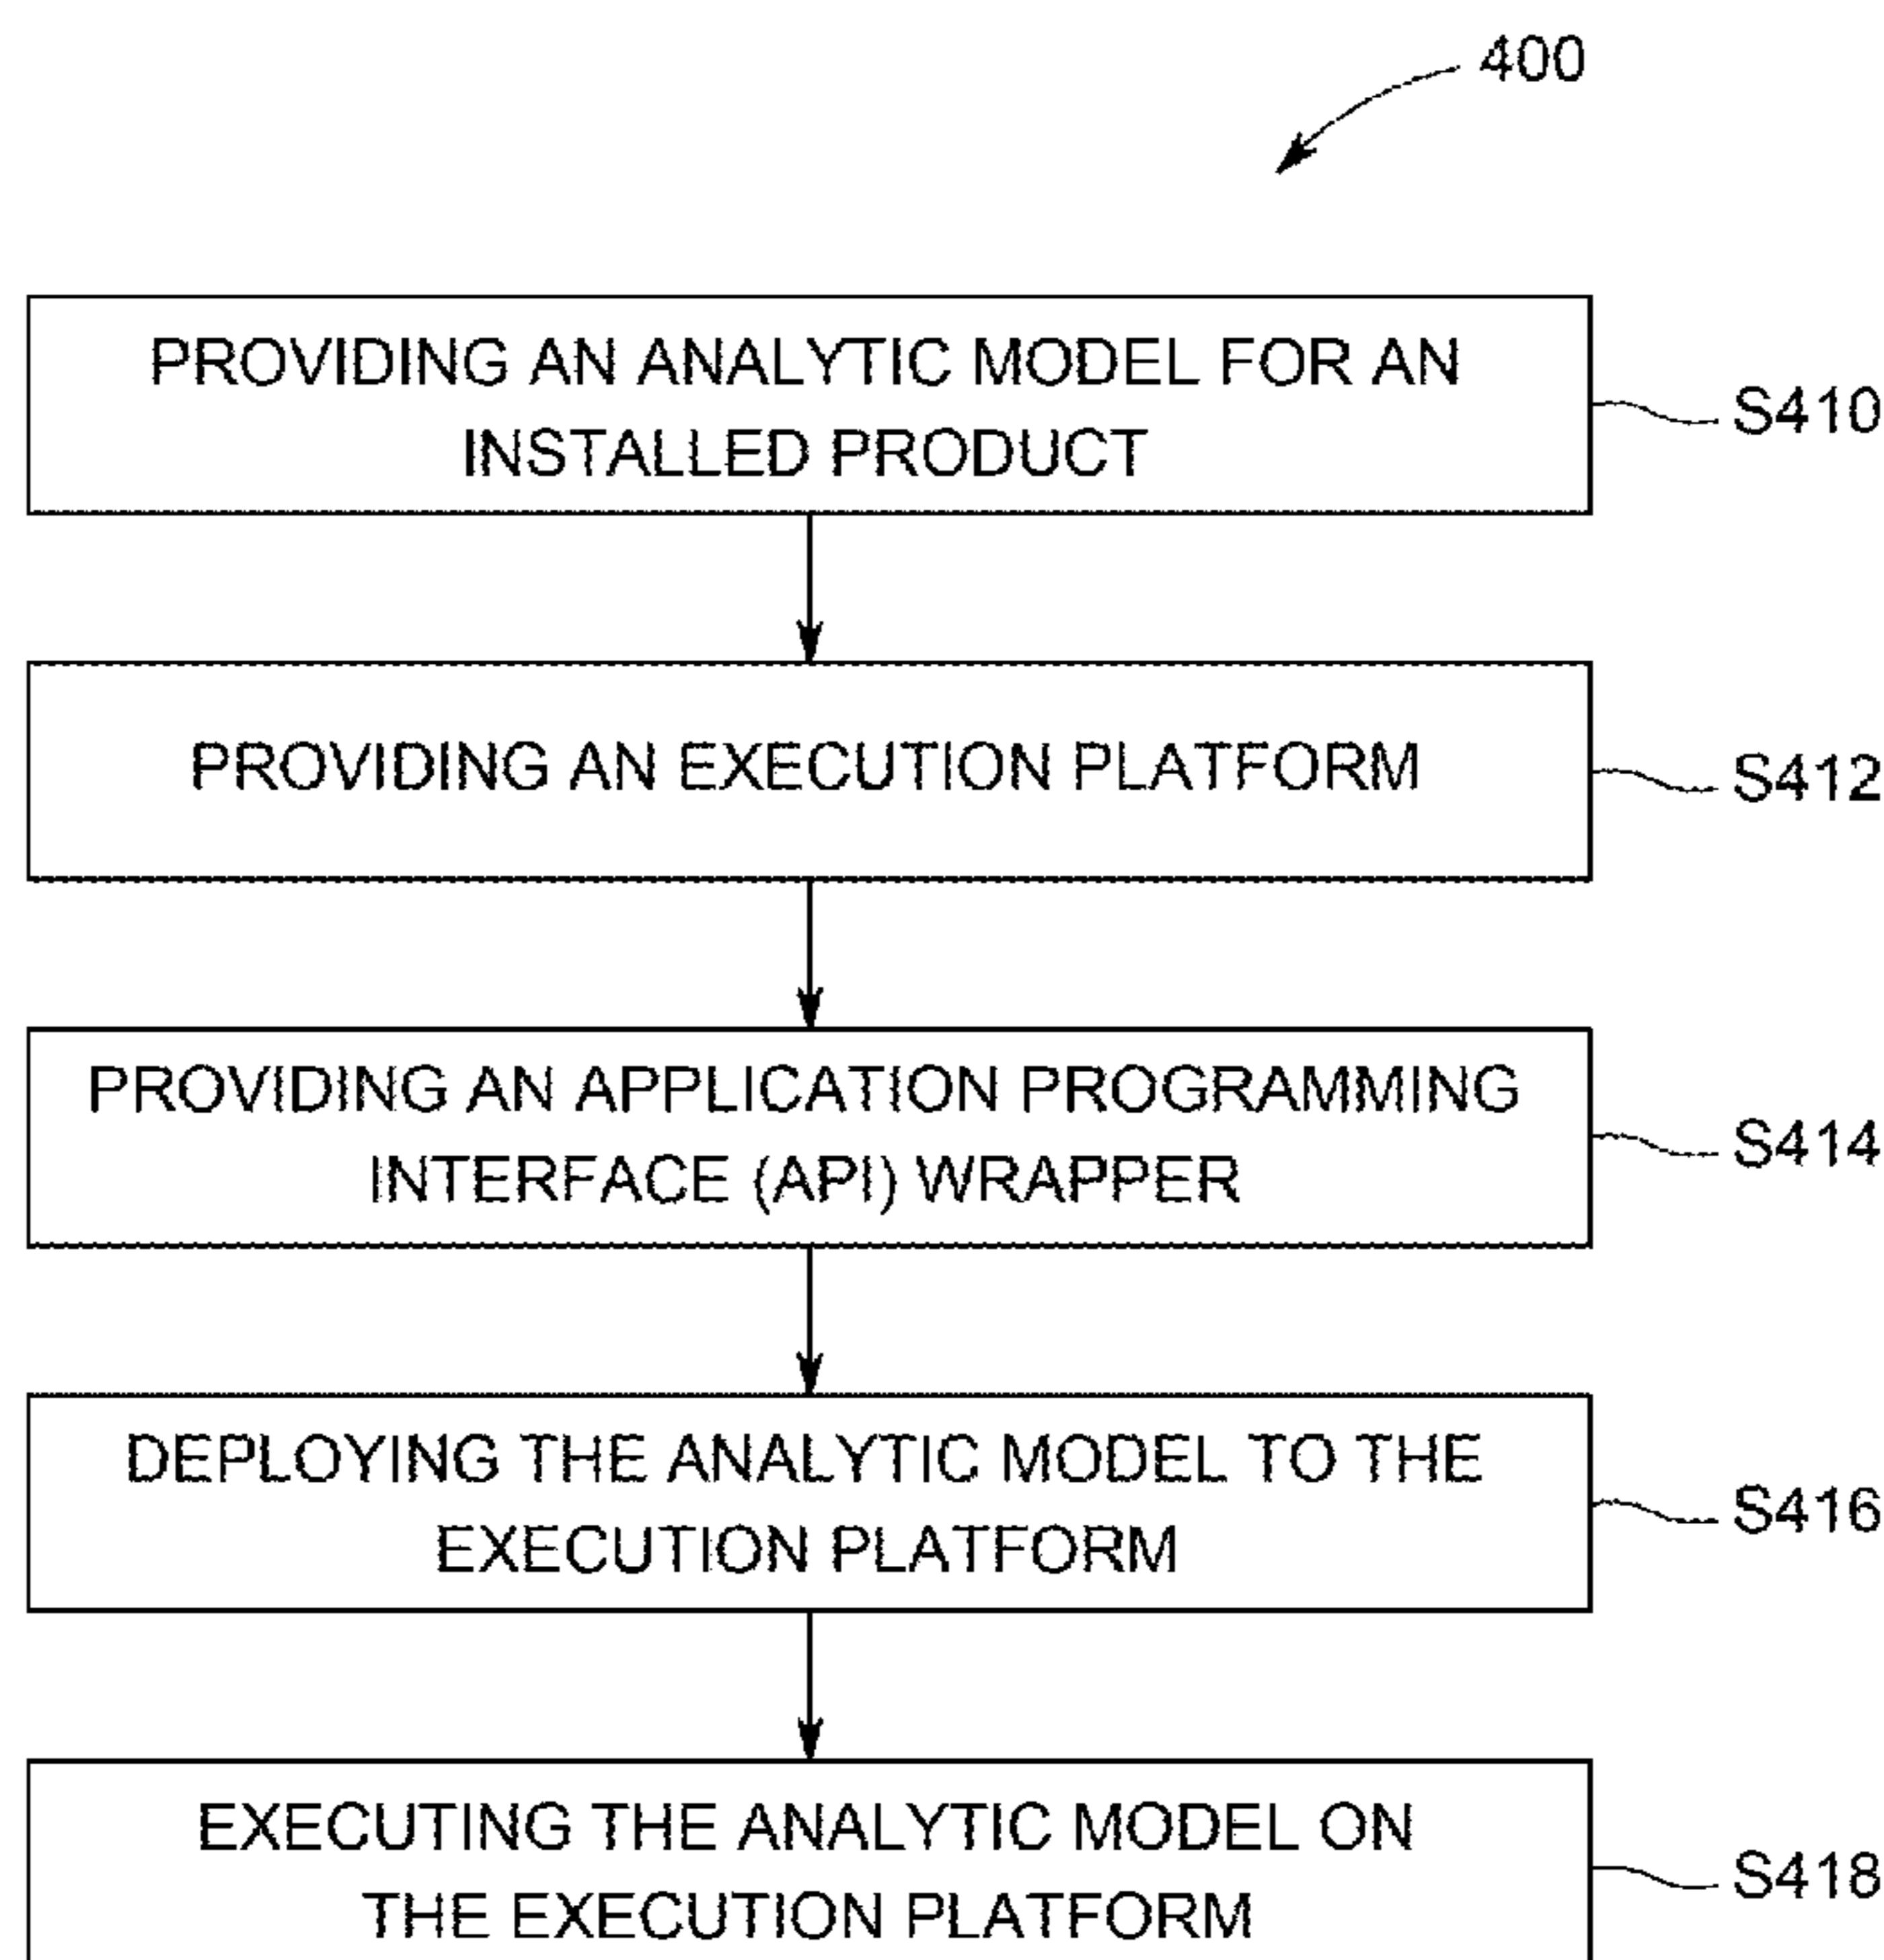 400
PROVIDING AN ANALYTIC MODEL FOR AN
INSTALLED PRODUCT
S410
PROVIDING AN EXECUTION PLATFORM
S412
PROVIDING AN APPLICATION PROGRAMMING
INTERFACE (API) WRAPPER
S414
DEPLOYING THE ANALYTIC MODEL TO THE
EXECUTION PLATFORM
S416
EXECUTING THE ANALYTIC MODEL ON
THE EXECUTION PLATFORM
S418